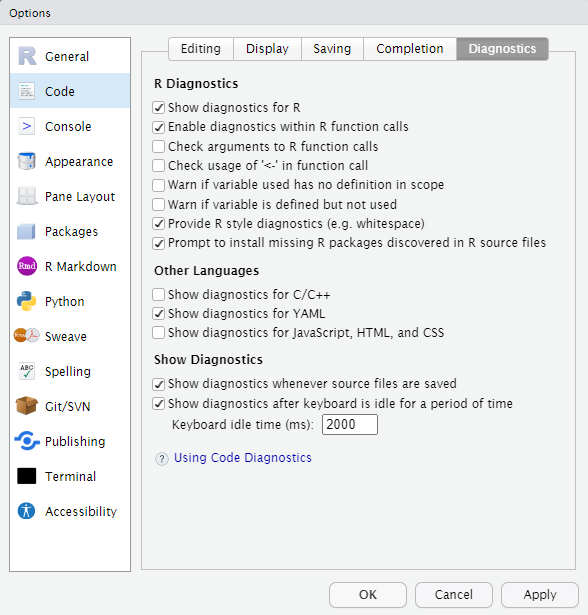 Options
General
Code
Console
Appearance
Pane Layout
Packages
R Markdown
Python
Sweave
Spelling
Git/SVN
Publishing
Terminal
Accessibility
Editing Display Saving Completion Diagnostics
R Diagnostics
Show diagnostics for R
Enable diagnostics within R function calls
Check arguments to R function calls
Check usage of '<-' in function call
Warn if variable used has no definition in scope
Warn if variable is defined but not used
Provide R style diagnostics (e.g. whitespace)
Prompt to install missing R packages discovered in R source files
Other Languages
Show diagnostics for C/C++
Show diagnostics for YAML
Show diagnostics for JavaScript, HTML, and CSS
Show Diagnostics
Show diagnostics whenever source files are saved
Show diagnostics after keyboard is idle for a period of time
Keyboard idle time (ms): 2000
? Using Code Diagnostics
OK Cancel Apply